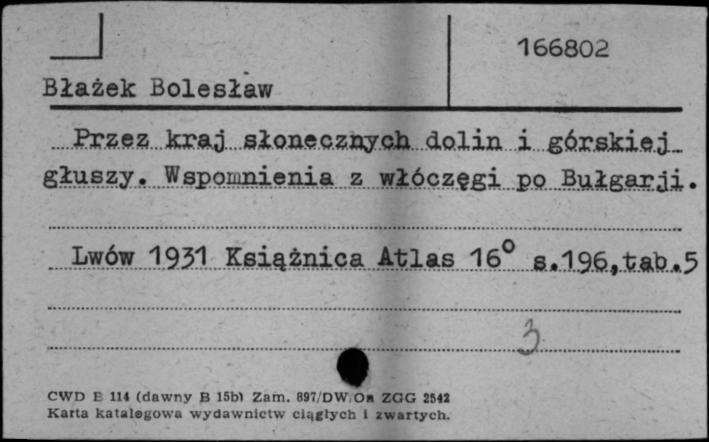 166802
Błażek Bolesław
Przez kraj słonecznych dolin i górskiej
głuszy. Wspomnienia z włóczęgi po Bułgarji.
Lwów 1931 Książnica Atlas 16° s.196,tab.5
3
CWD B 114 (dawny B 15b) Zam. 897/DW/On ZGG 2542
Karta katalogowa wydawnictw ciągłych i zwartych.